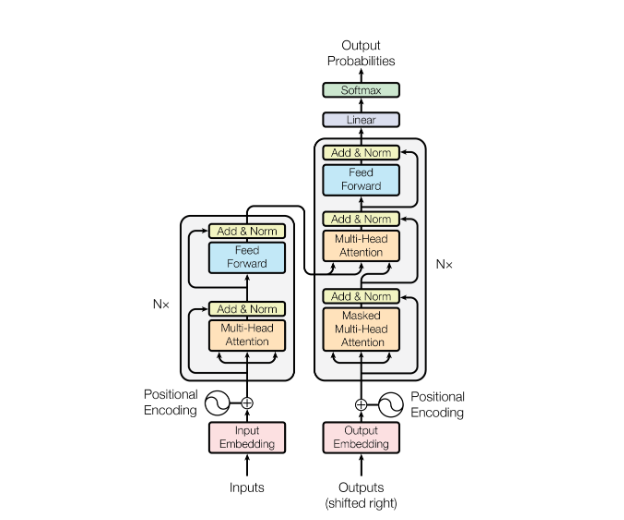 Output
Probabilities
Softmax
Linear
Add & Norm
Feed
Forward
Add & Norm
Multi-Head
Attention
Add & Norm
Masked
Multi-Head
Attention
Nx
Add & Norm
Feed
Forward
Add & Norm
Multi-Head
Attention
Nx
Positional
Encoding
Positional
Encoding
Input
Embedding
Output
Embedding
Inputs
Outputs
(shifted right)